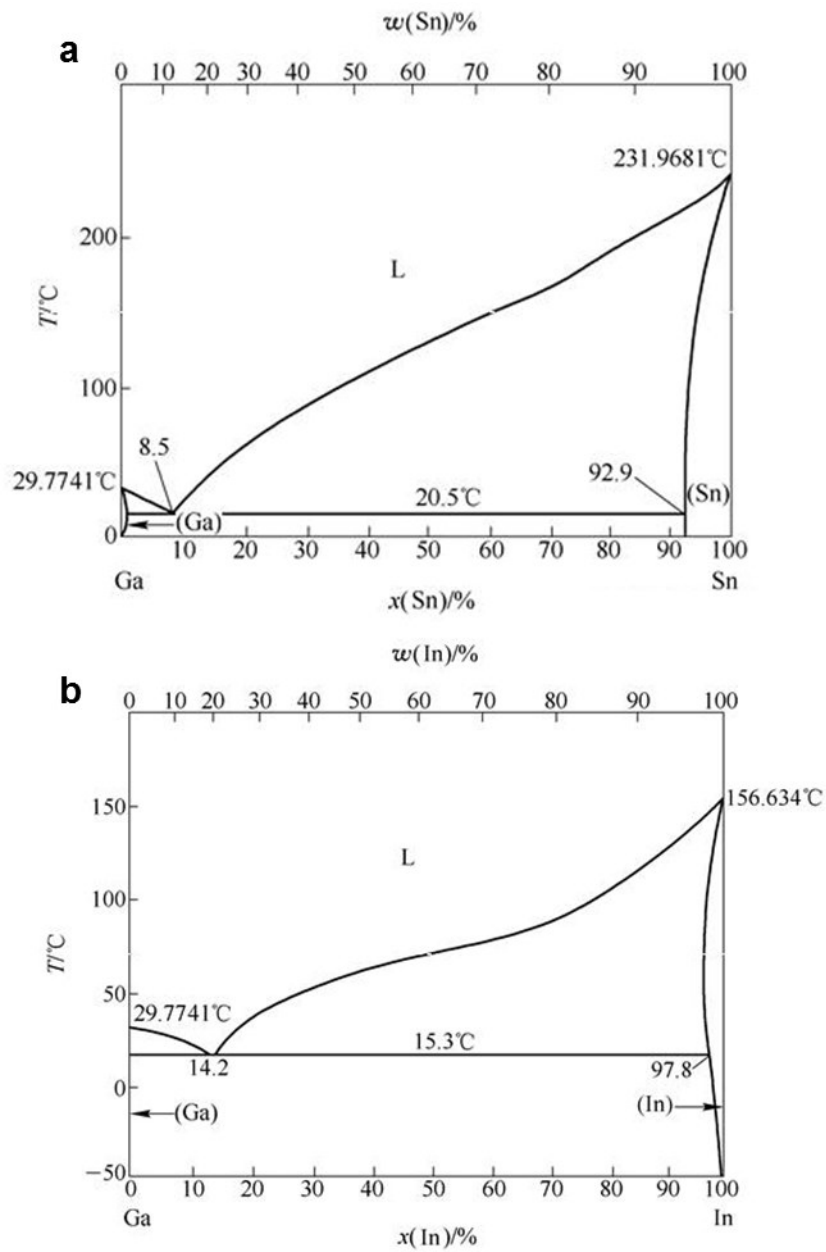 w(Sn)/%
a
0 10 20 30 40 50 60 70 80 90 100
231.9681℃
200
L
T/℃
100
8.5
29.7741℃
92.9
20.5℃
(Sn)
(Ga)
0
10 20 30 40 50 60 70 80 90 100
Ga Sn
x(Sn)/%
w(In)/%
b
0 10 20 30 40 50 60 70 80 90 100
150
156.634℃
L
100
T/℃
50
29.7741℃
15.3℃
14.2
97.8
0
(Ga)
(In)
−50
0 10 20 30 40 50 60 70 80 90 100
Ga In
x(In)/%